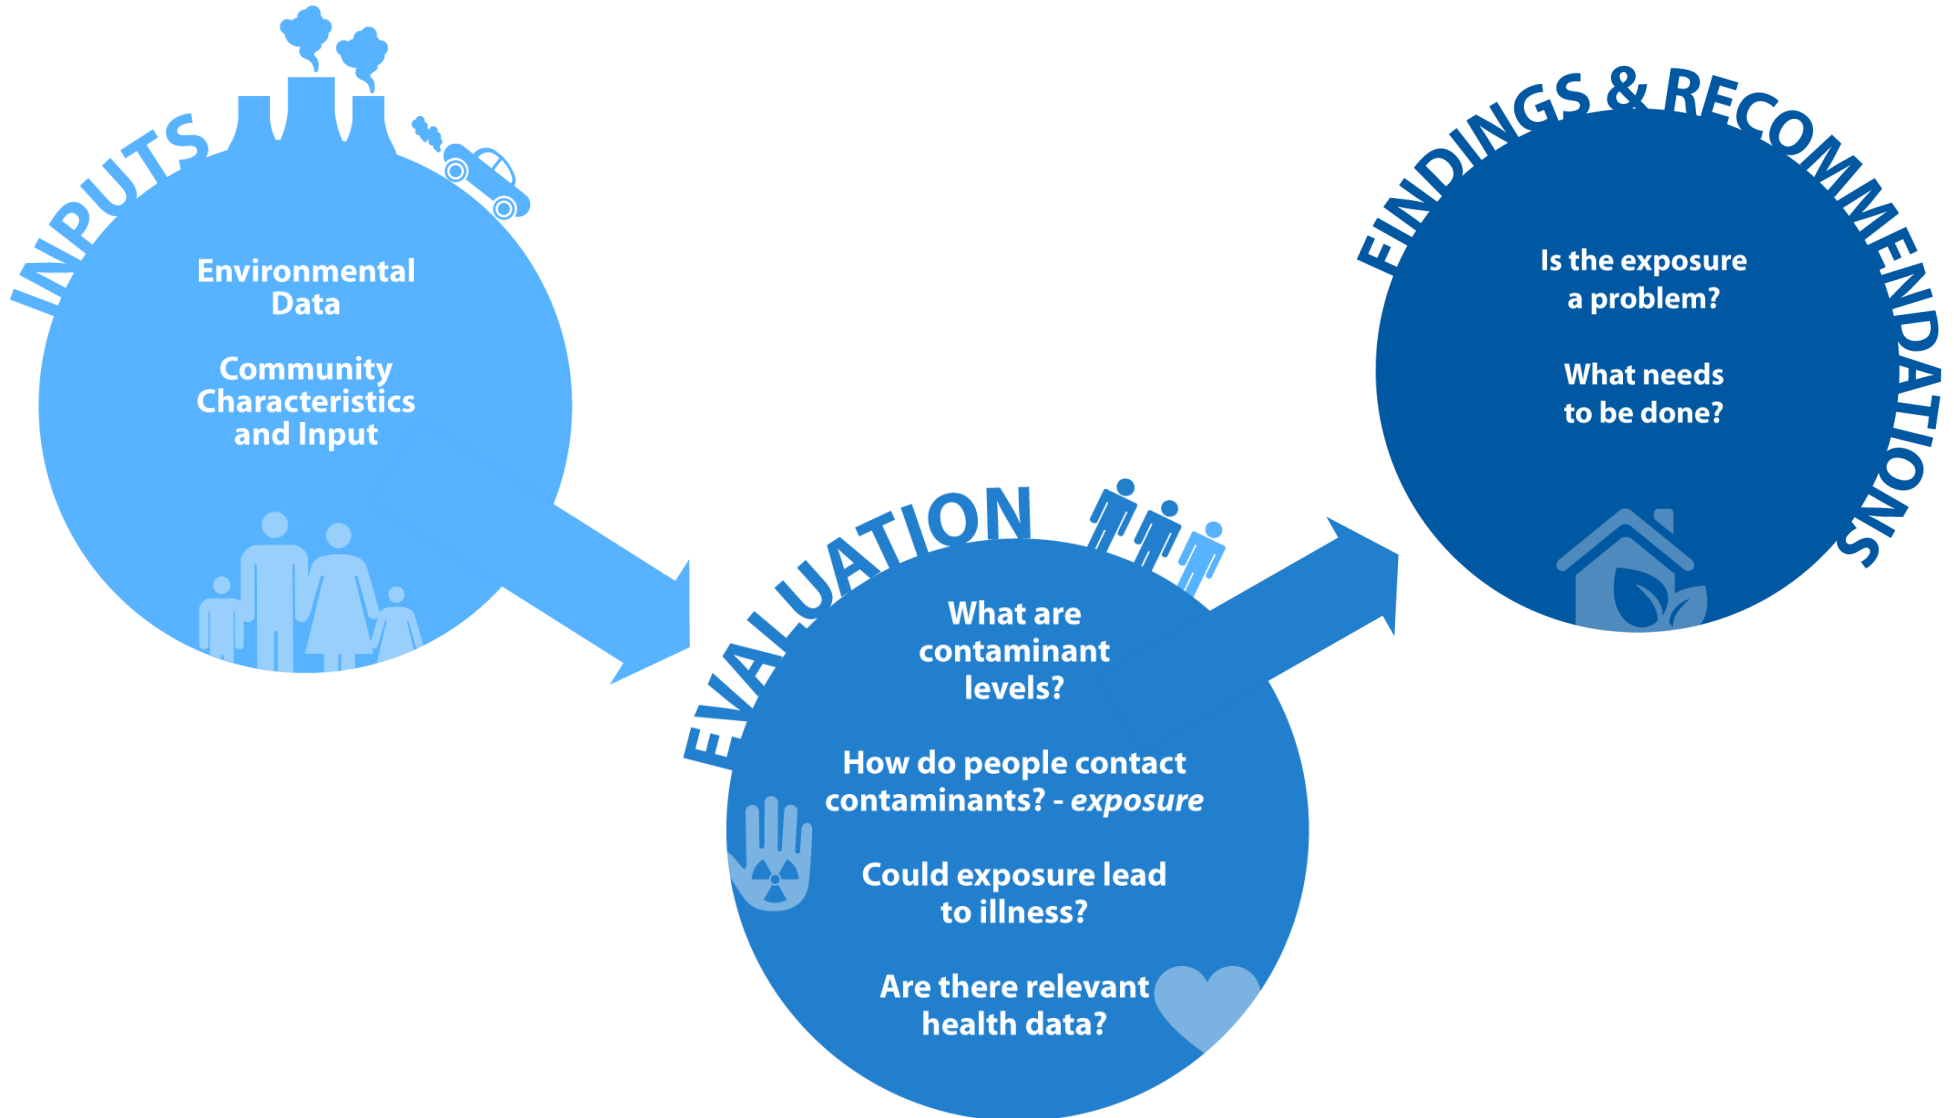 INPUTS
Environmental
Data
Community
Characteristics
and Input
EVALUATION
What are
contaminant
levels?
How do people contact
contaminants? - exposure
Could exposure lead
to illness?
Are there relevant
health data?
FINDINGS & RECOMMENDATIONS
Is the exposure
a problem?
What needs
to be done?